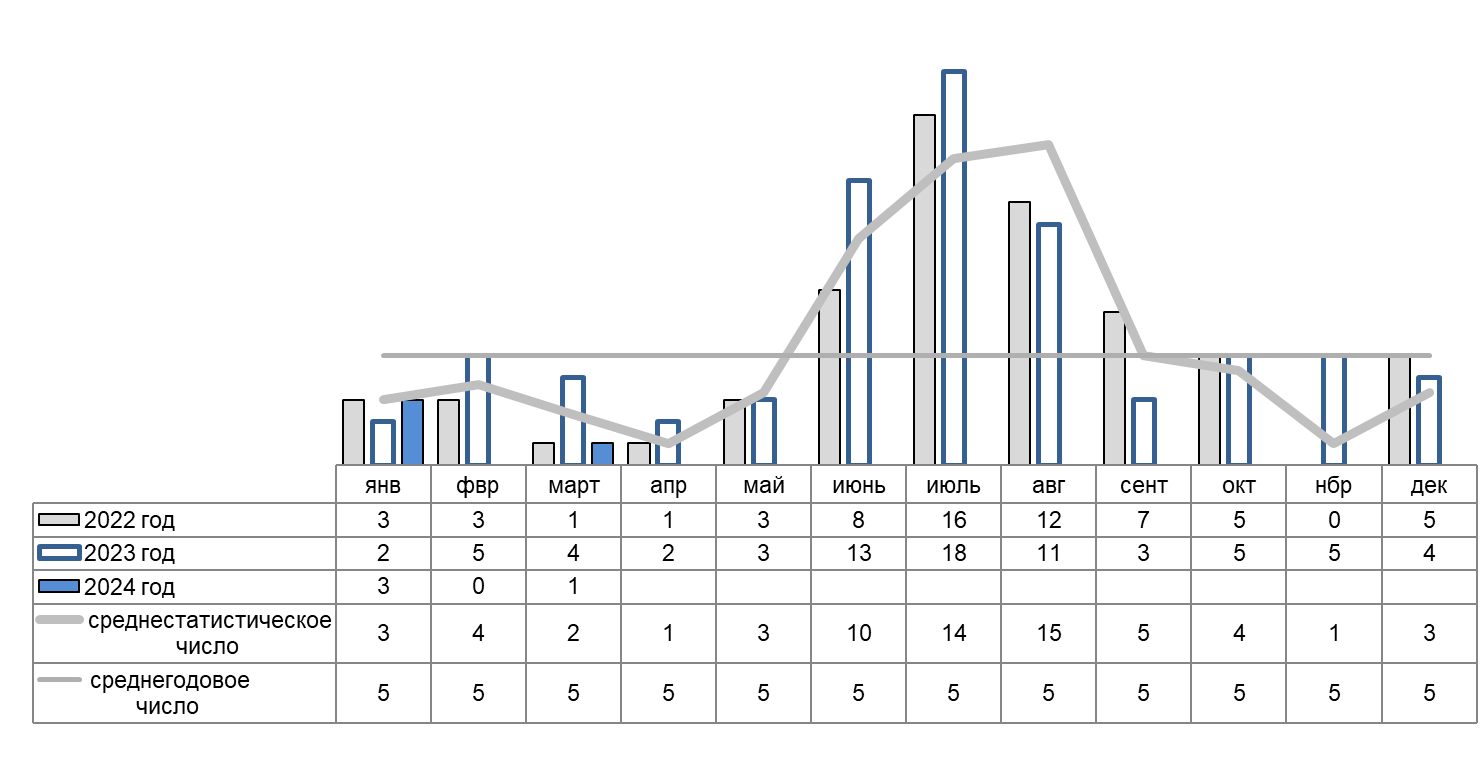 янв фвр март апр май июнь июль авг сент окт нбр дек
2022 год 3 3 1 1 3 8 16 12 7 5 0 5
2023 год 2 5 4 2 3 13 18 11 3 5 5 4
2024 год 3 0 1
среднестатистическое
число 3 4 2 1 3 10 14 15 5 4 1 3
среднегодовое
число 5 5 5 5 5 5 5 5 5 5 5 5